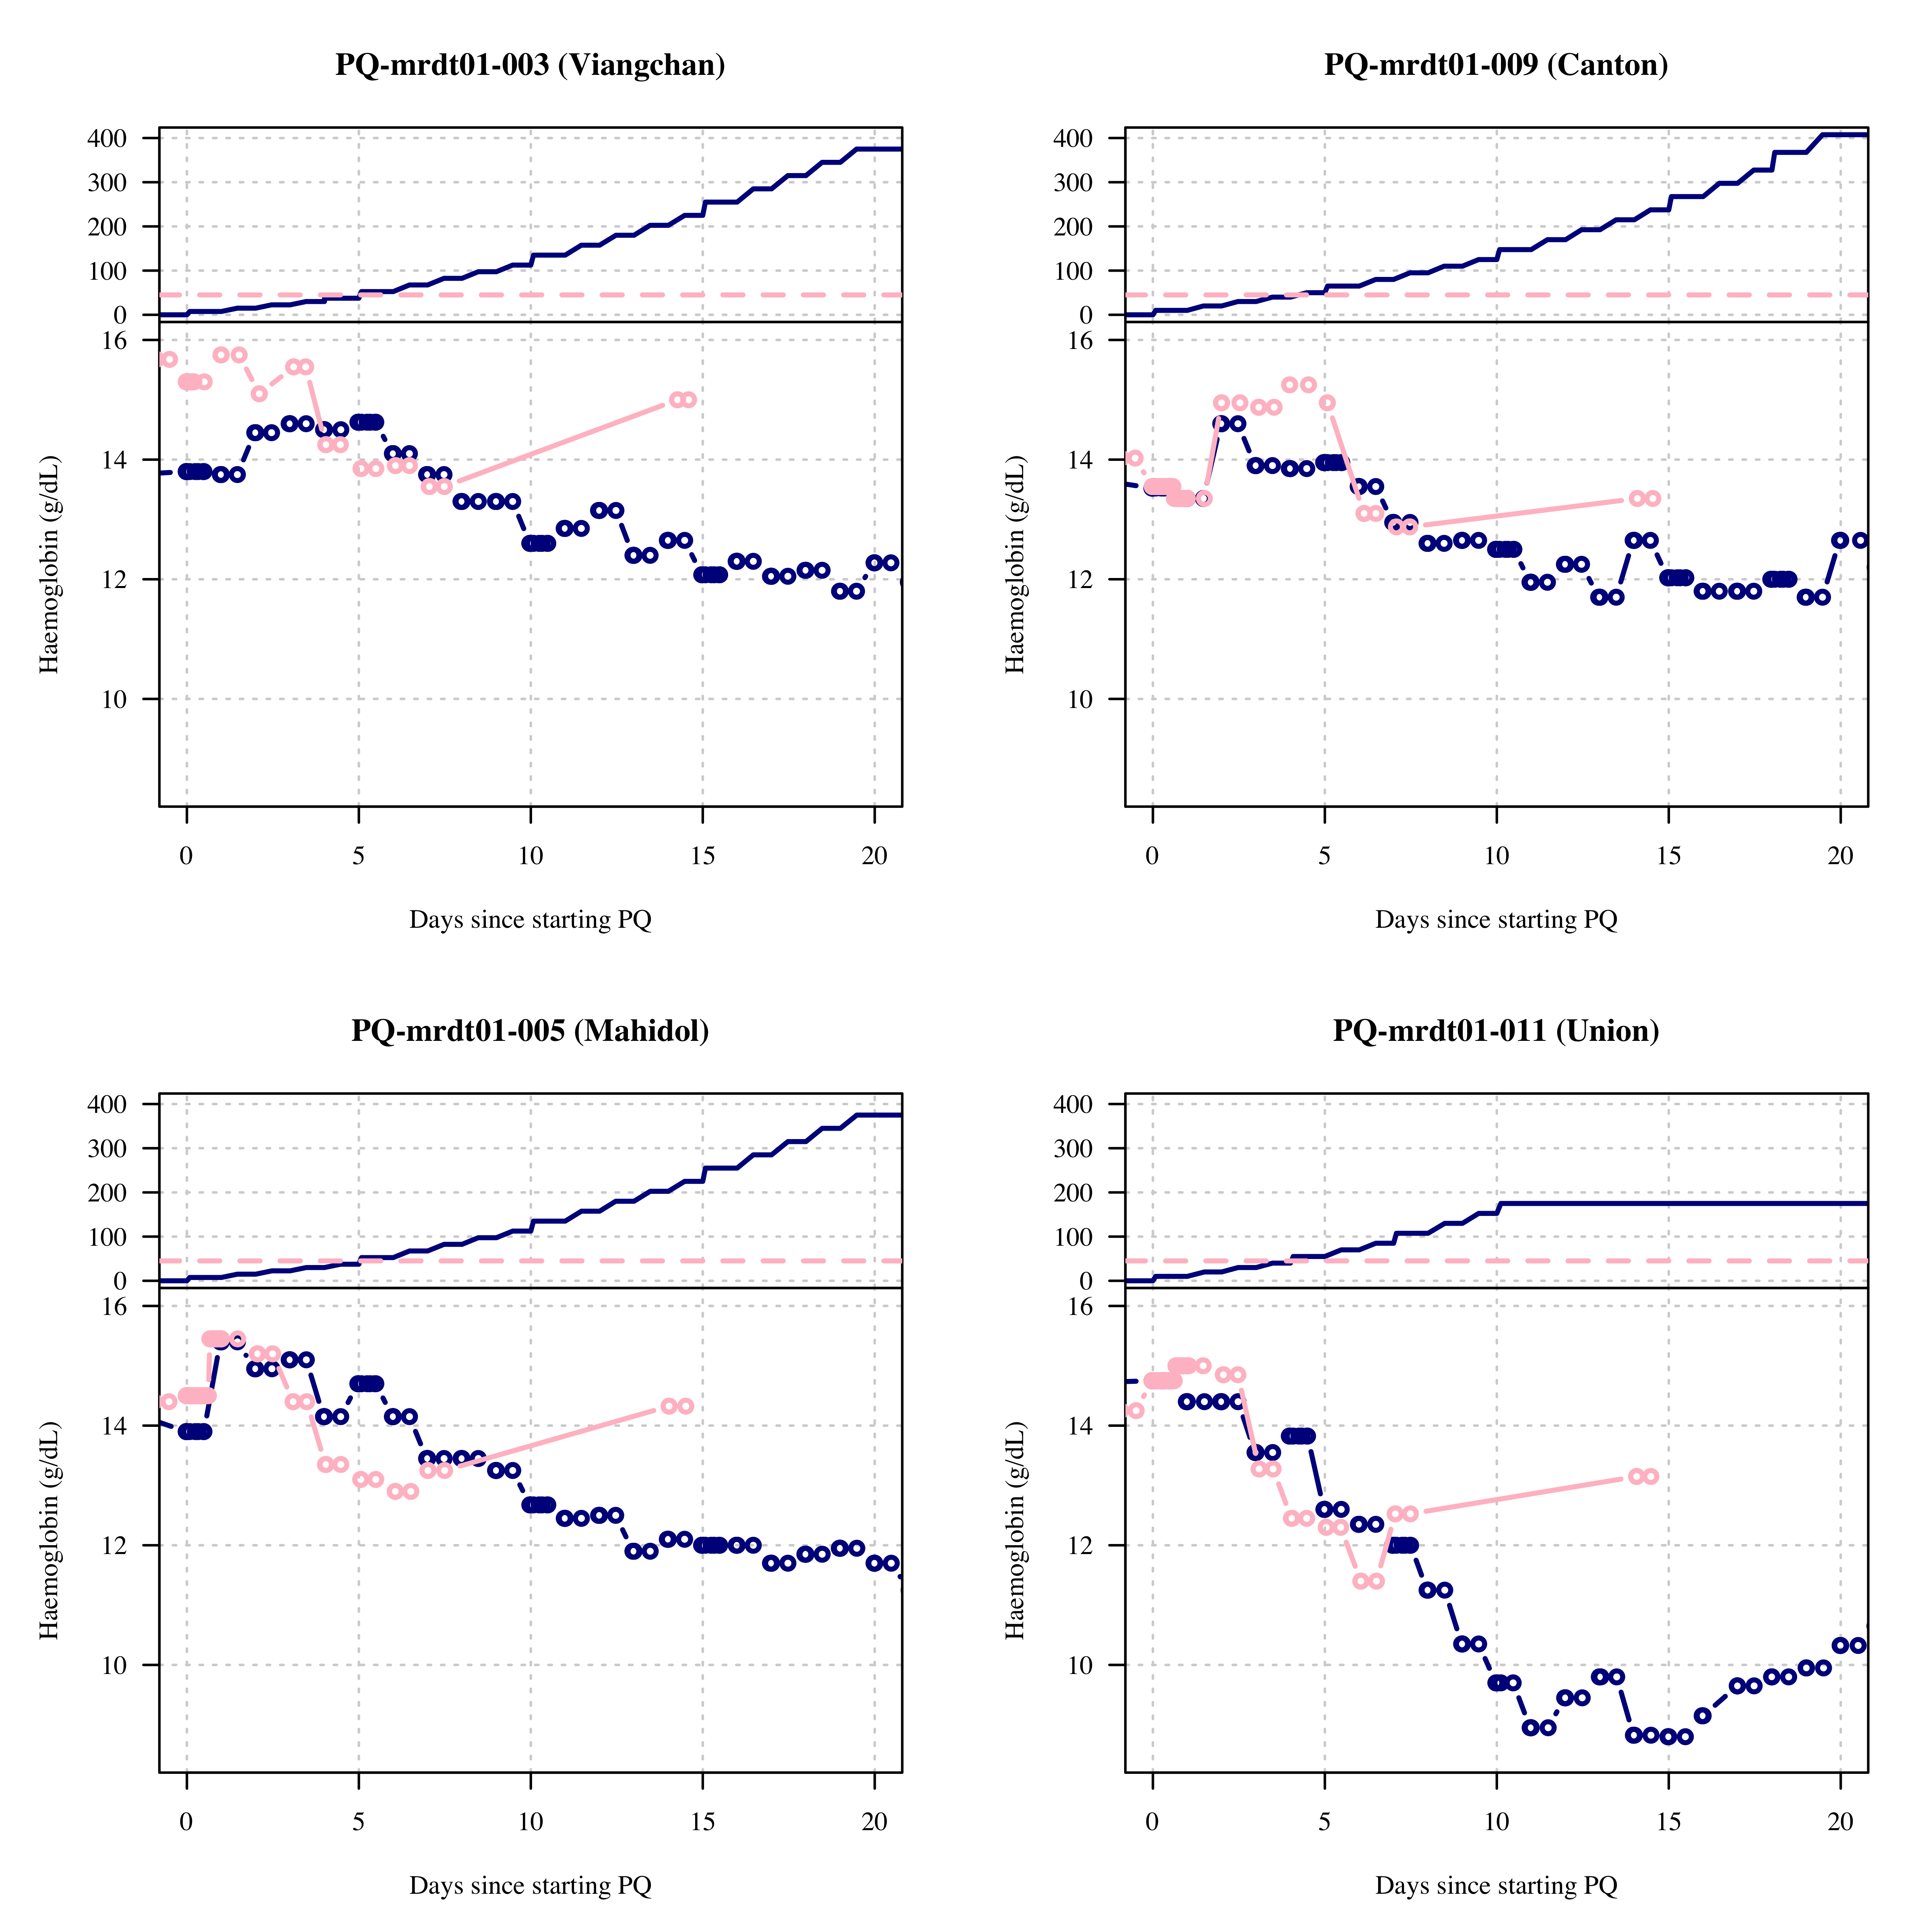 PQ-mrdt01-003 (Viangchan)
400
300
200
100
0
16
14
12
10
Haemoglobin (g/dL)
0 5 10 15 20
Days since starting PQ
PQ-mrdt01-009 (Canton)
400
300
200
100
0
16
14
12
10
Haemoglobin (g/dL)
0 5 10 15 20
Days since starting PQ
PQ-mrdt01-005 (Mahidol)
400
300
200
100
0
16
14
12
10
Haemoglobin (g/dL)
0 5 10 15 20
Days since starting PQ
PQ-mrdt01-011 (Union)
400
300
200
100
0
16
14
12
10
Haemoglobin (g/dL)
0 5 10 15 20
Days since starting PQ